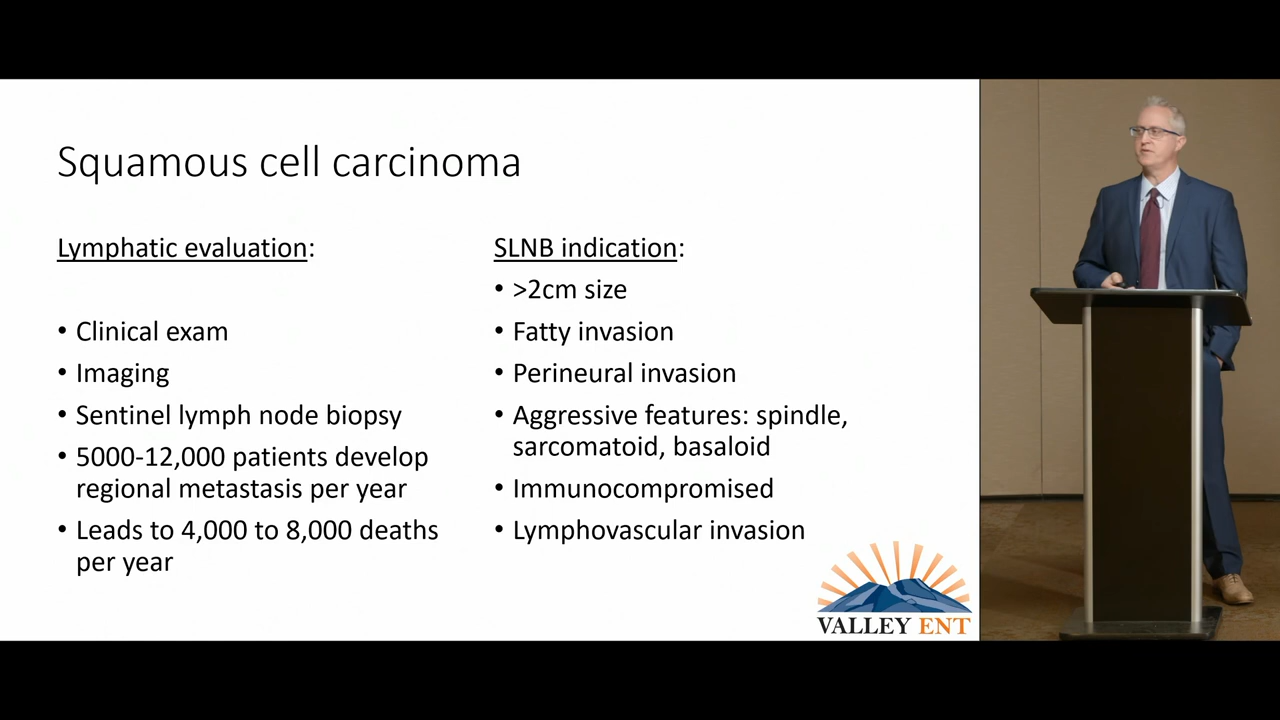 Squamous cell carcinoma
Lymphatic evaluation:
• Clinical exam
• Imaging
• Sentinel lymph node biopsy
• 5000-12,000 patients develop
regional metastasis per year
• Leads to 4,000 to 8,000 deaths
per year
SLNB indication:
• >2cm size
• Fatty invasion
• Perineural invasion
• Aggressive features: spindle,
sarcomatoid, basaloid
• Immunocompromised
• Lymphovascular invasion
VALLEY ENT